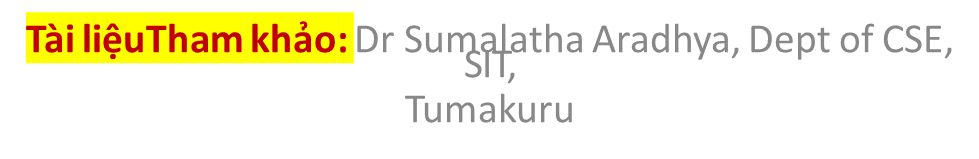 Tài liệuTham khảo: Dr Sumalatha Aradhya, Dept of CSE,
SIT,
Tumakuru